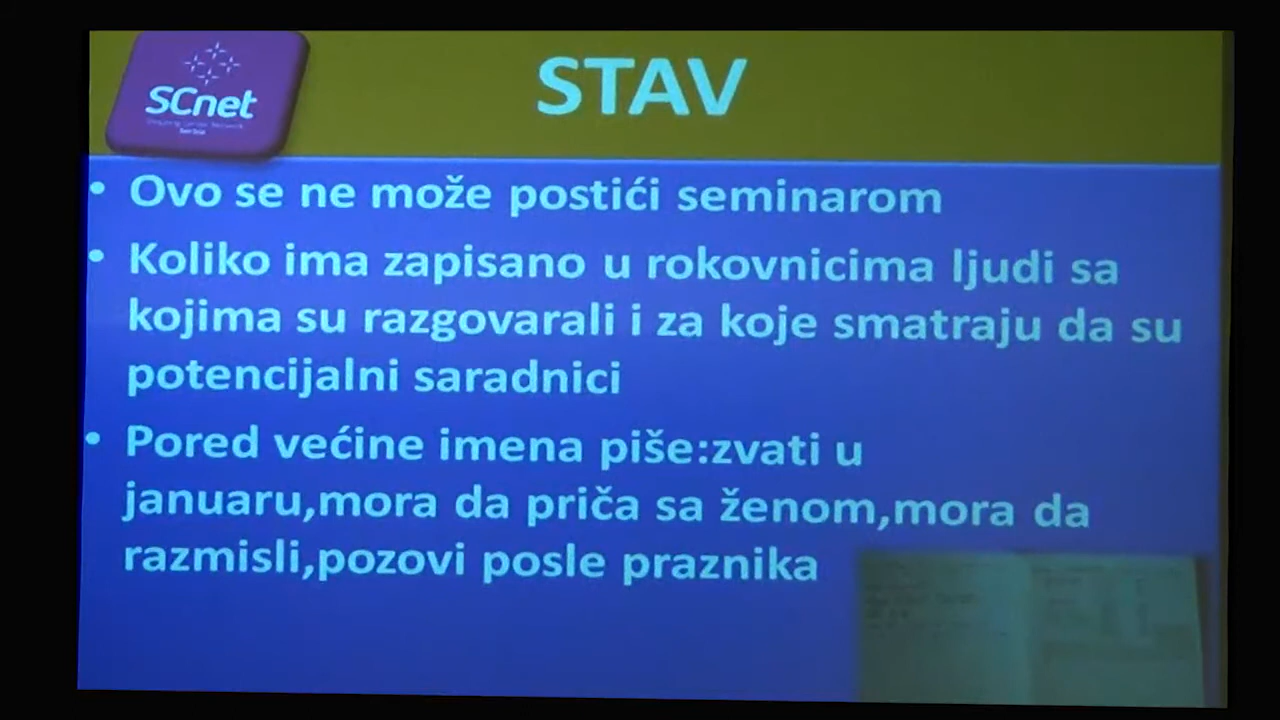 SCnet
Serbia
STAV
• Ovo se ne može postići seminarom
• Koliko ima zapisano u rokovnicima ljudi sa
kojima su razgovarali i za koje smatraju da su
potencijalni saradnici
• Pored većine imena piše:zvati u
januaru,mora da priča sa ženom,mora da
razmisli,pozovi posle praznika